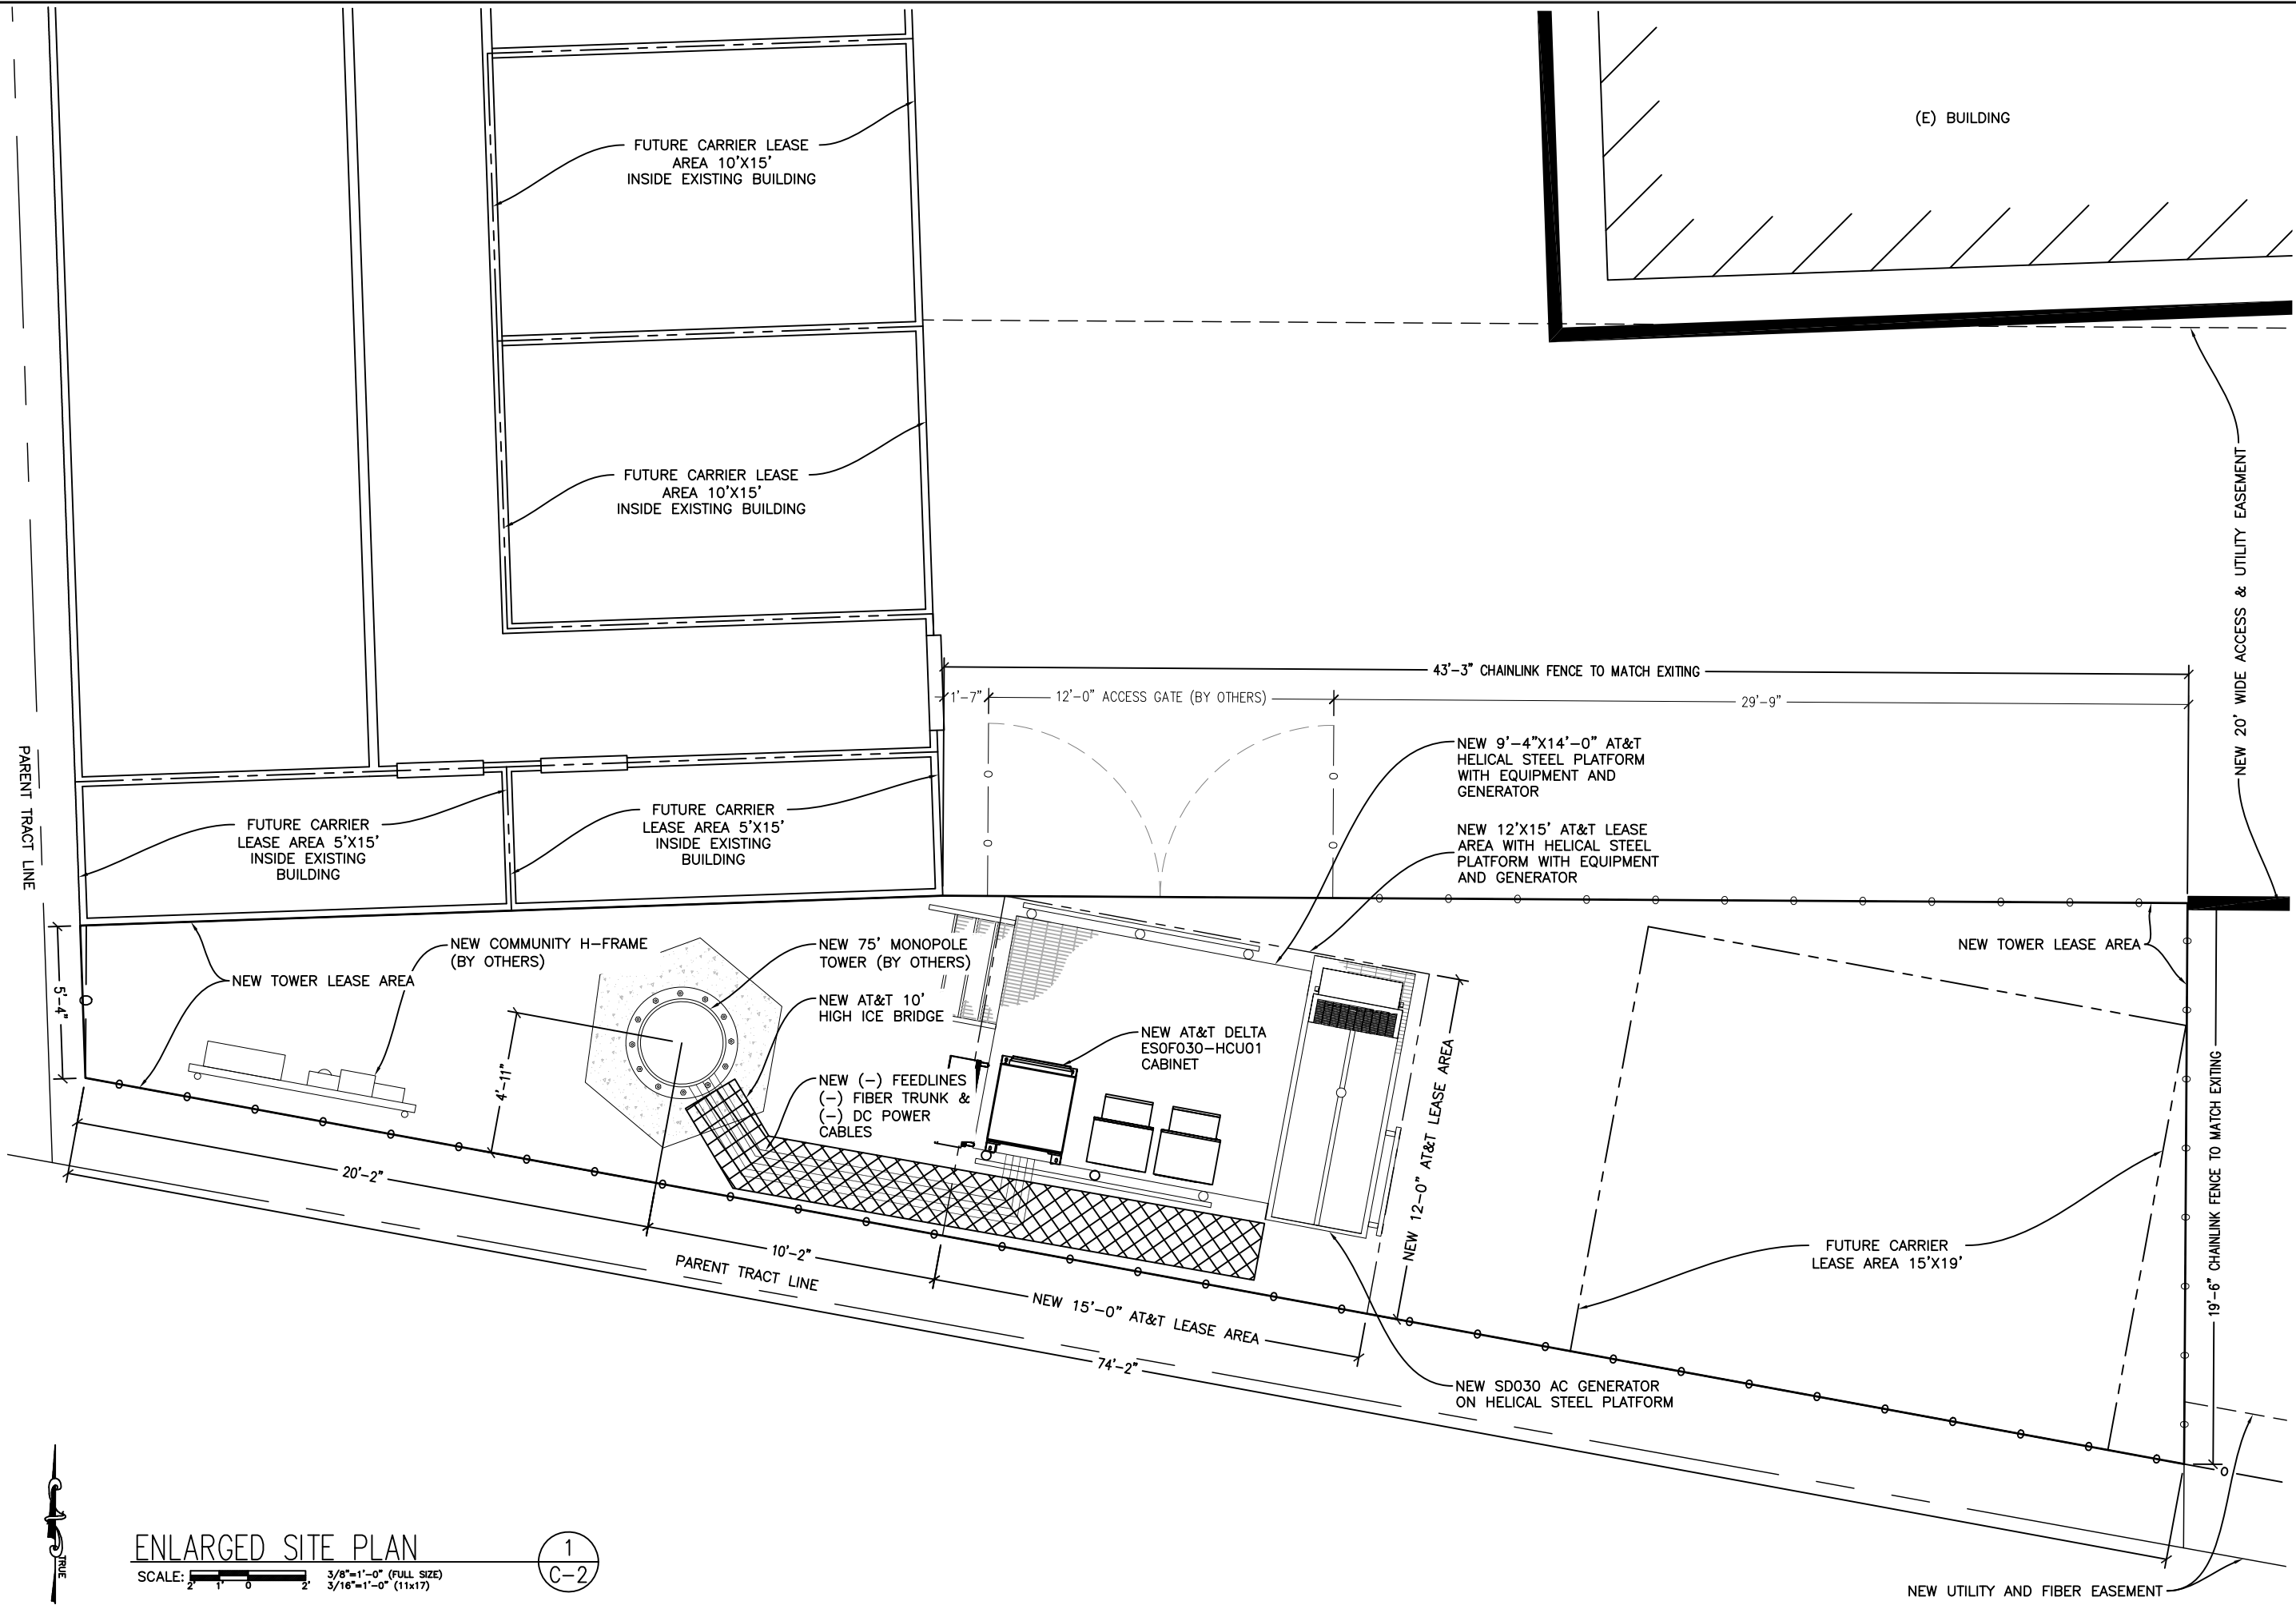 (E) BUILDING
FUTURE CARRIER LEASE
AREA 10'X15'
INSIDE EXISTING BUILDING
FUTURE CARRIER LEASE
AREA 10'X15'
INSIDE EXISTING BUILDING
NEW 20' WIDE ACCESS & UTILITY EASEMENT
43'-3" CHAINLINK FENCE TO MATCH EXITING
1'-7"
12'-0" ACCESS GATE (BY OTHERS)
29'-9"
PARENT TRACT LINE
NEW 9'-4"X14'-0" AT&T
HELICAL STEEL PLATFORM
WITH EQUIPMENT AND
GENERATOR
FUTURE CARRIER
LEASE AREA 5'X15'
INSIDE EXISTING
BUILDING
FUTURE CARRIER
LEASE AREA 5'X15'
INSIDE EXISTING
BUILDING
NEW 12'X15' AT&T LEASE
AREA WITH HELICAL STEEL
PLATFORM WITH EQUIPMENT
AND GENERATOR
NEW TOWER LEASE AREA
NEW COMMUNITY H-FRAME
(BY OTHERS)
NEW TOWER LEASE AREA
5'-4"
NEW 75' MONOPOLE
TOWER (BY OTHERS)
NEW AT&T 10'
HIGH ICE BRIDGE
NEW AT&T DELTA
ESOF030-HCU01
CABINET
4'-11"
NEW (-) FEEDLINES
(-) FIBER TRUNK &
(-) DC POWER
CABLES
NEW 12'-0" AT&T LEASE AREA
19'-6" CHAINLINK FENCE TO MATCH EXITING
20'-2"
10'-2"
PARENT TRACT LINE
NEW 15'-0" AT&T LEASE AREA
74'-2"
FUTURE CARRIER
LEASE AREA 15'X19'
NEW SD030 AC GENERATOR
ON HELICAL STEEL PLATFORM
TRUE
ENLARGED SITE PLAN
1
C-2
SCALE:
2' 1' 0 2'
3/8"=1'-0" (FULL SIZE)
3/16"=1'-0" (11x17)
NEW UTILITY AND FIBER EASEMENT